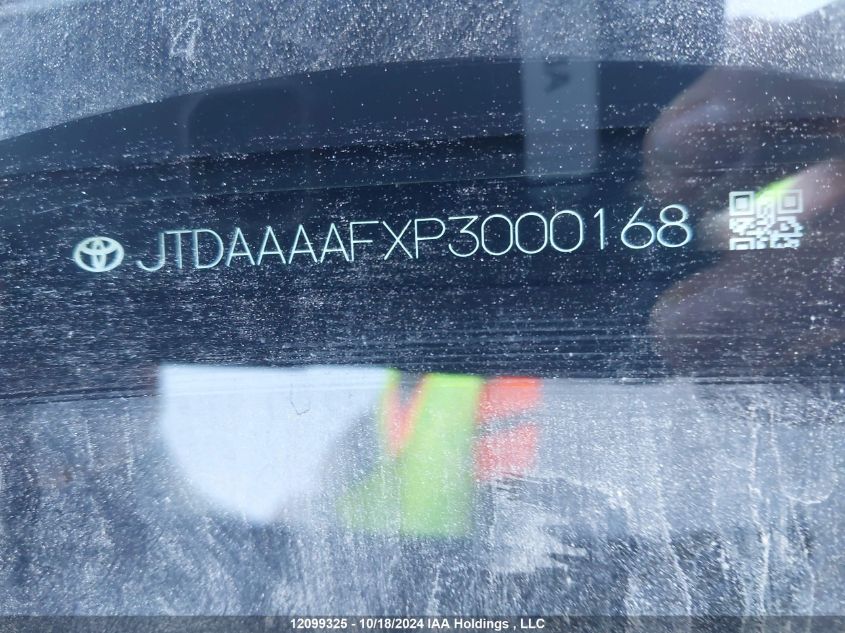 JTDAAAAFXP3000168
12099325 - 10/18/2024 IAA Holdings , LLC